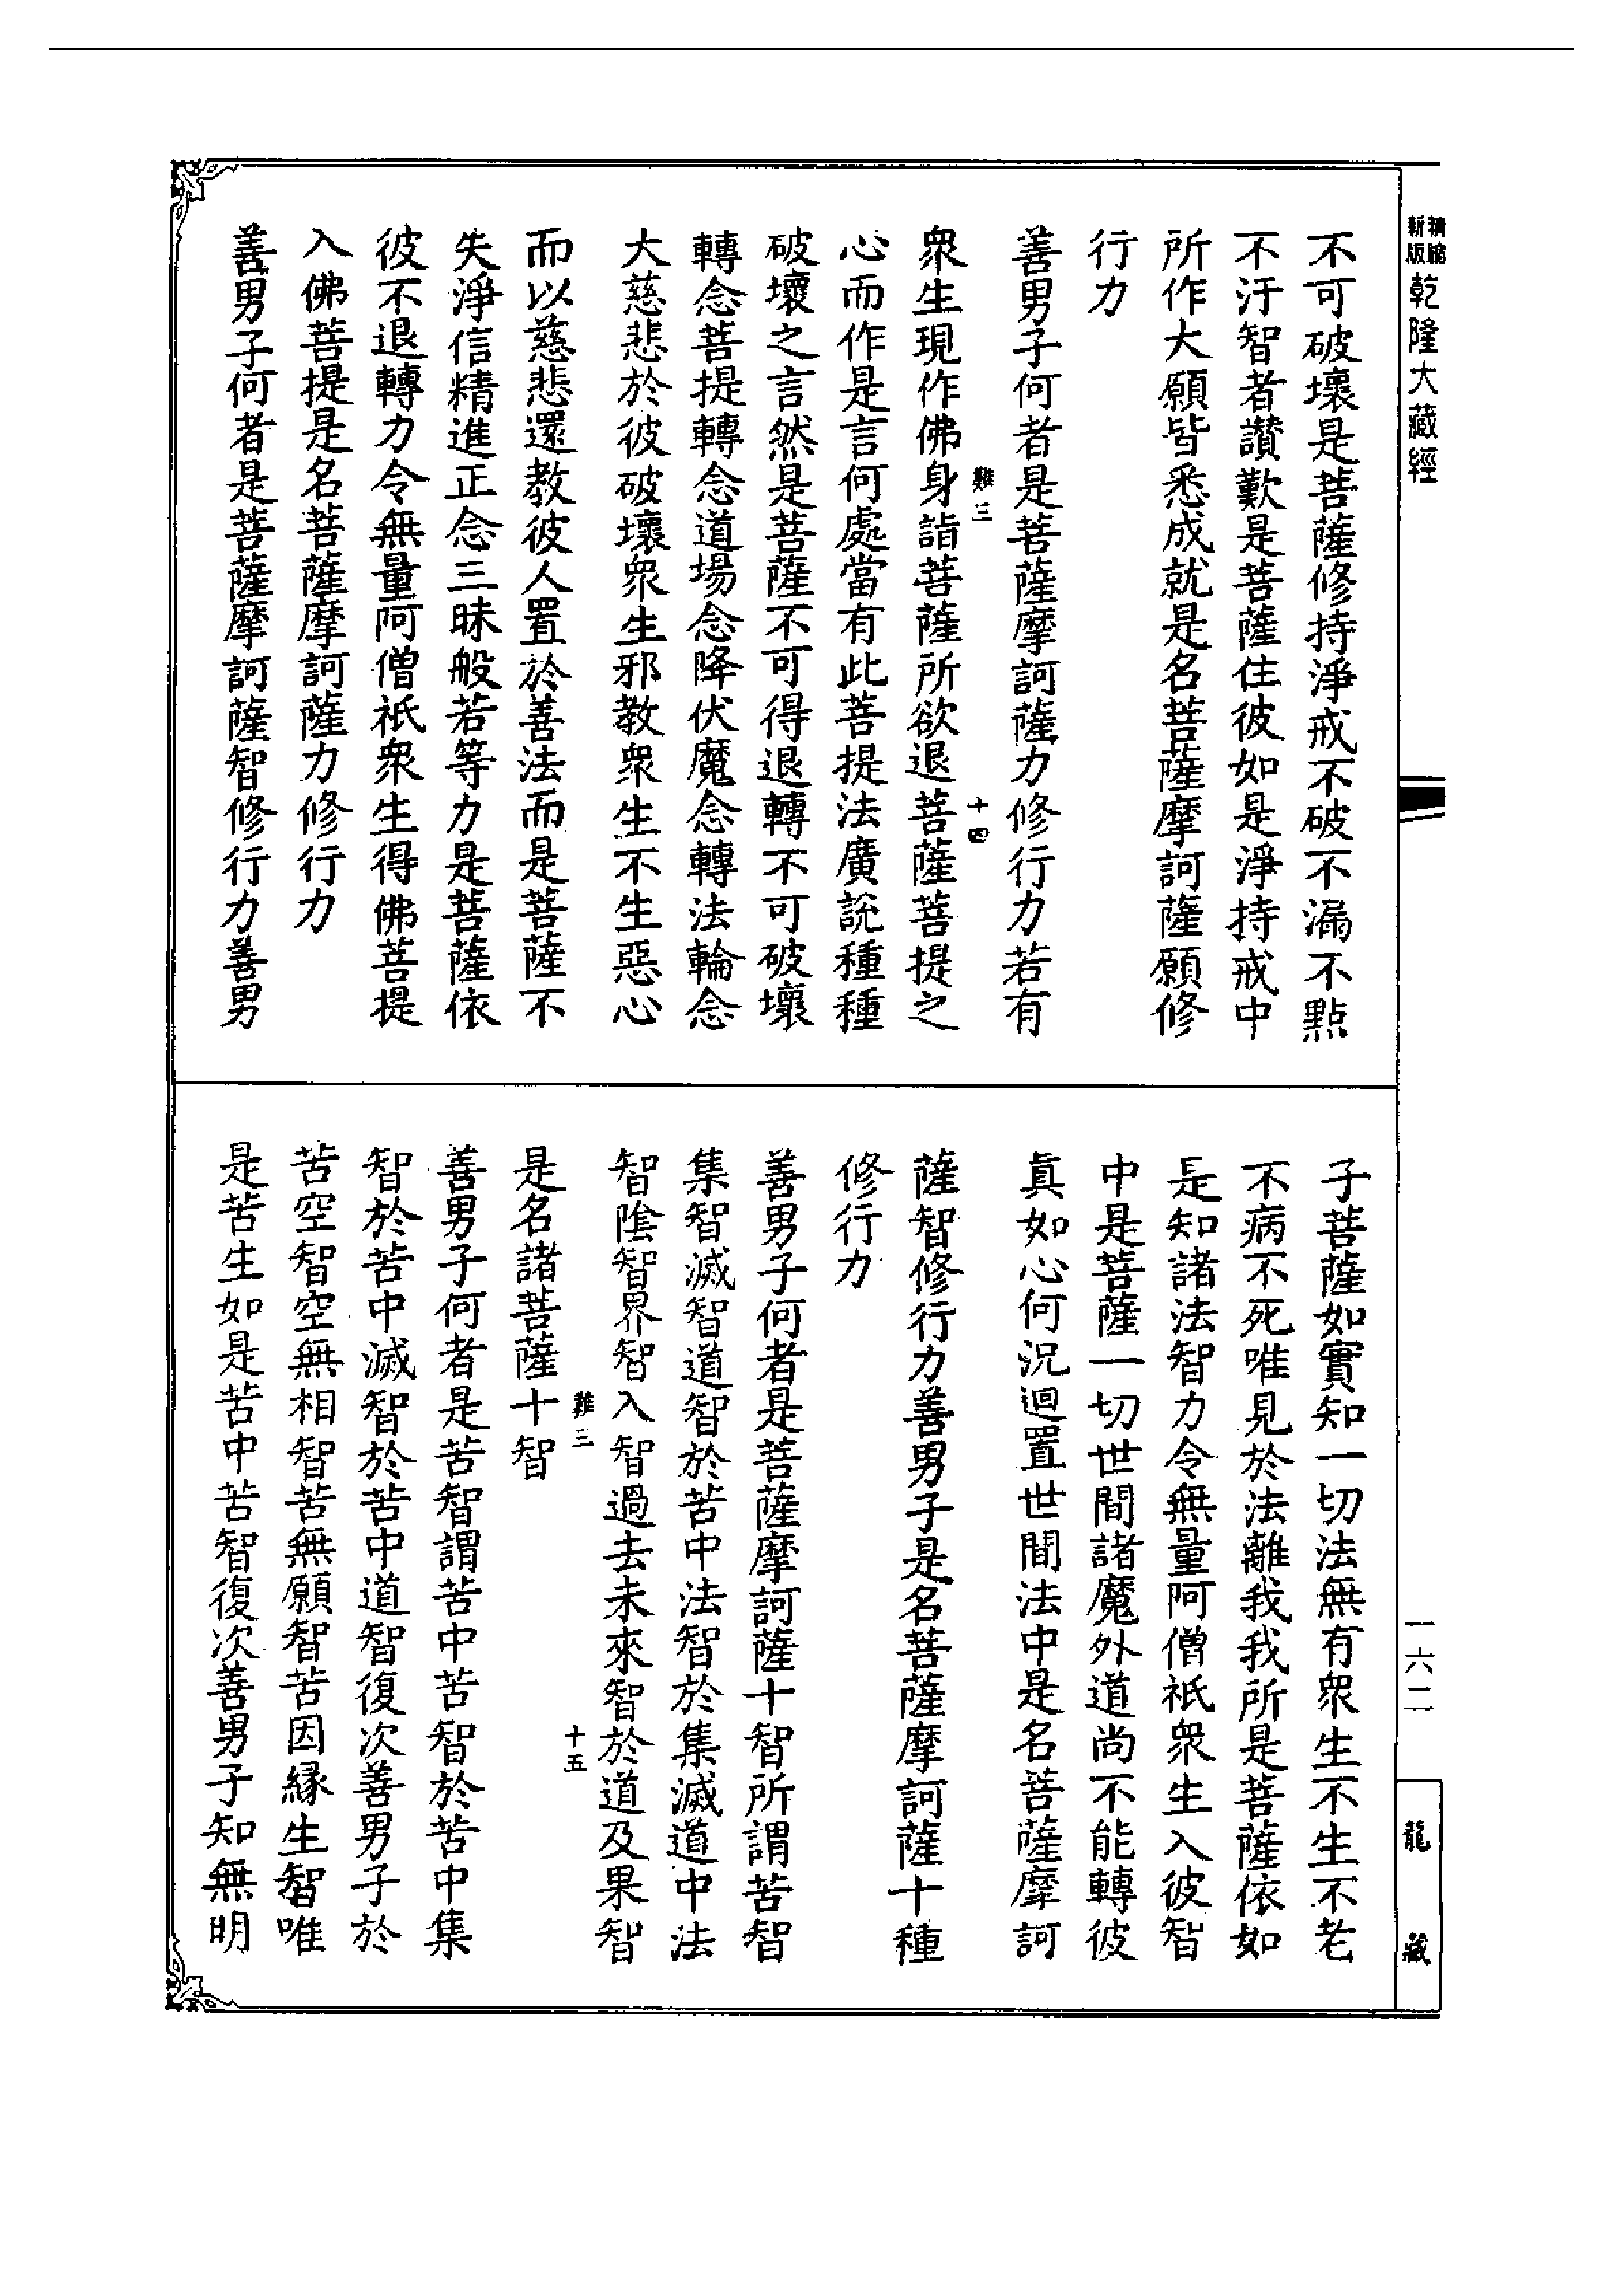 新版精縮乾隆大藏經
不可破壞是菩薩修持淨戒不破不漏不點
不汙智者讃歎是菩薩住彼如是淨持戒中
所作大願皆悉成就是名菩薩摩訶薩願修
行力
善男子何者是菩薩摩訶薩力修行力若有
難三
十四
衆生現作佛身詣菩薩所欲退菩薩菩提之
心而作是言何處當有此菩提法廣說種種
破壞之言然是菩薩不可得退轉不可破壞
轉念菩提轉念道場念降伏魔念轉法輪念
大慈悲於彼破壞衆生邪教衆生不生惡心
而以慈悲還教彼人置於善法而是菩薩不
失淨信精進正念三昧般若等力是菩薩依
彼不退轉力令無量阿僧祇衆生得佛菩提
入佛菩提是名菩薩摩訶薩力修行力
善男子何者是菩薩摩訶薩智修行力善男
子菩薩如實知一切法無有衆生不生不老
不病不死唯見於法離我我所是菩薩依如
是知諸法智力令無量阿僧祇衆生入彼智
中是菩薩一切世間諸魔外道尚不能轉彼
真如心何況迴置世間法中是名菩薩摩訶
薩智修行力善男子是名菩薩摩訶薩十種
修行力
善男子何者是菩薩摩訶薩十智所謂苦智
集智滅智道智於苦中法智於集滅道中法
智陰智界智入智過去未來智於道及果智
難三
十五
是名諸菩薩十智
善男子何者是苦智謂苦中苦智於苦中集
智於苦中滅智於苦中道智復次善男子於
苦空智空無相智苦無願智苦因緣生智唯
是苦生如是苦中苦智復次善男子知無明
一六二
龍藏